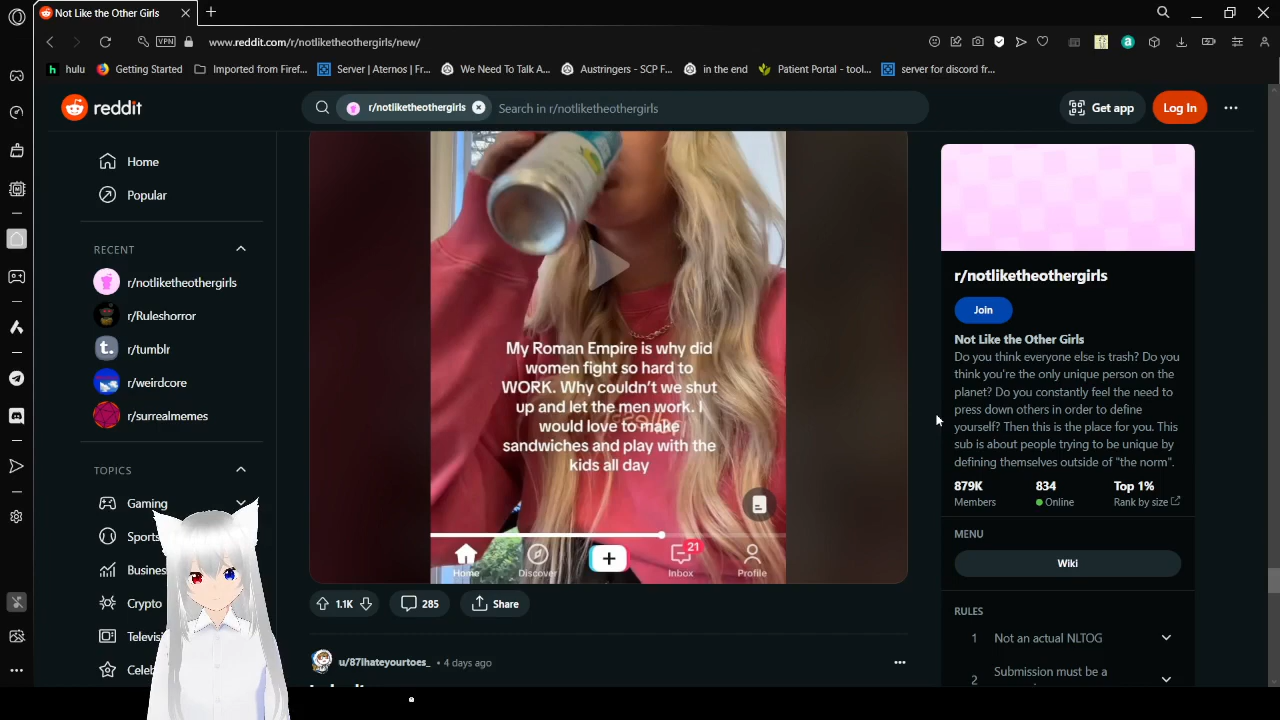 Not Like the Other Girls
VPN
www.reddit.com/r/notliketheothergirls/new/
hulu
Getting Started
Imported from Firef...
Server | Aternos | Fr...
We Need To Talk A...
Austringers - SCP F...
in the end
Patient Portal - tool...
server for discord fr...
reddit
r/notliketheothergirls
Search in r/notliketheothergirls
Get app
Log In
Home
Popular
RECENT
r/notliketheothergirls
r/Ruleshorror
r/tumblr
r/weirdcore
r/surrealmemes
TOPICS
Gaming
Sports
Busines
Crypto
Televisi
Celeb
My Roman Empire is why did
women fight so hard to
WORK. Why couldn't we shut
up and let the men work. I
would love to make
sandwiches and play with the
kids all day
Home
Discover
21
Inbox
Profile
1.1K
285
Share
u/87ihateyourtoes_ • 4 days ago
r/notliketheothergirls
Join
Not Like the Other Girls
Do you think everyone else is trash? Do you
think you're the only unique person on the
planet? Do you constantly feel the need to
press down others in order to define
yourself? Then this is the place for you. This
sub is about people trying to be unique by
defining themselves outside of "the norm".
879K
Members
834
Online
Top 1%
Rank by size
MENU
Wiki
RULES
1 Not an actual NLTOG
2 Submission must be a